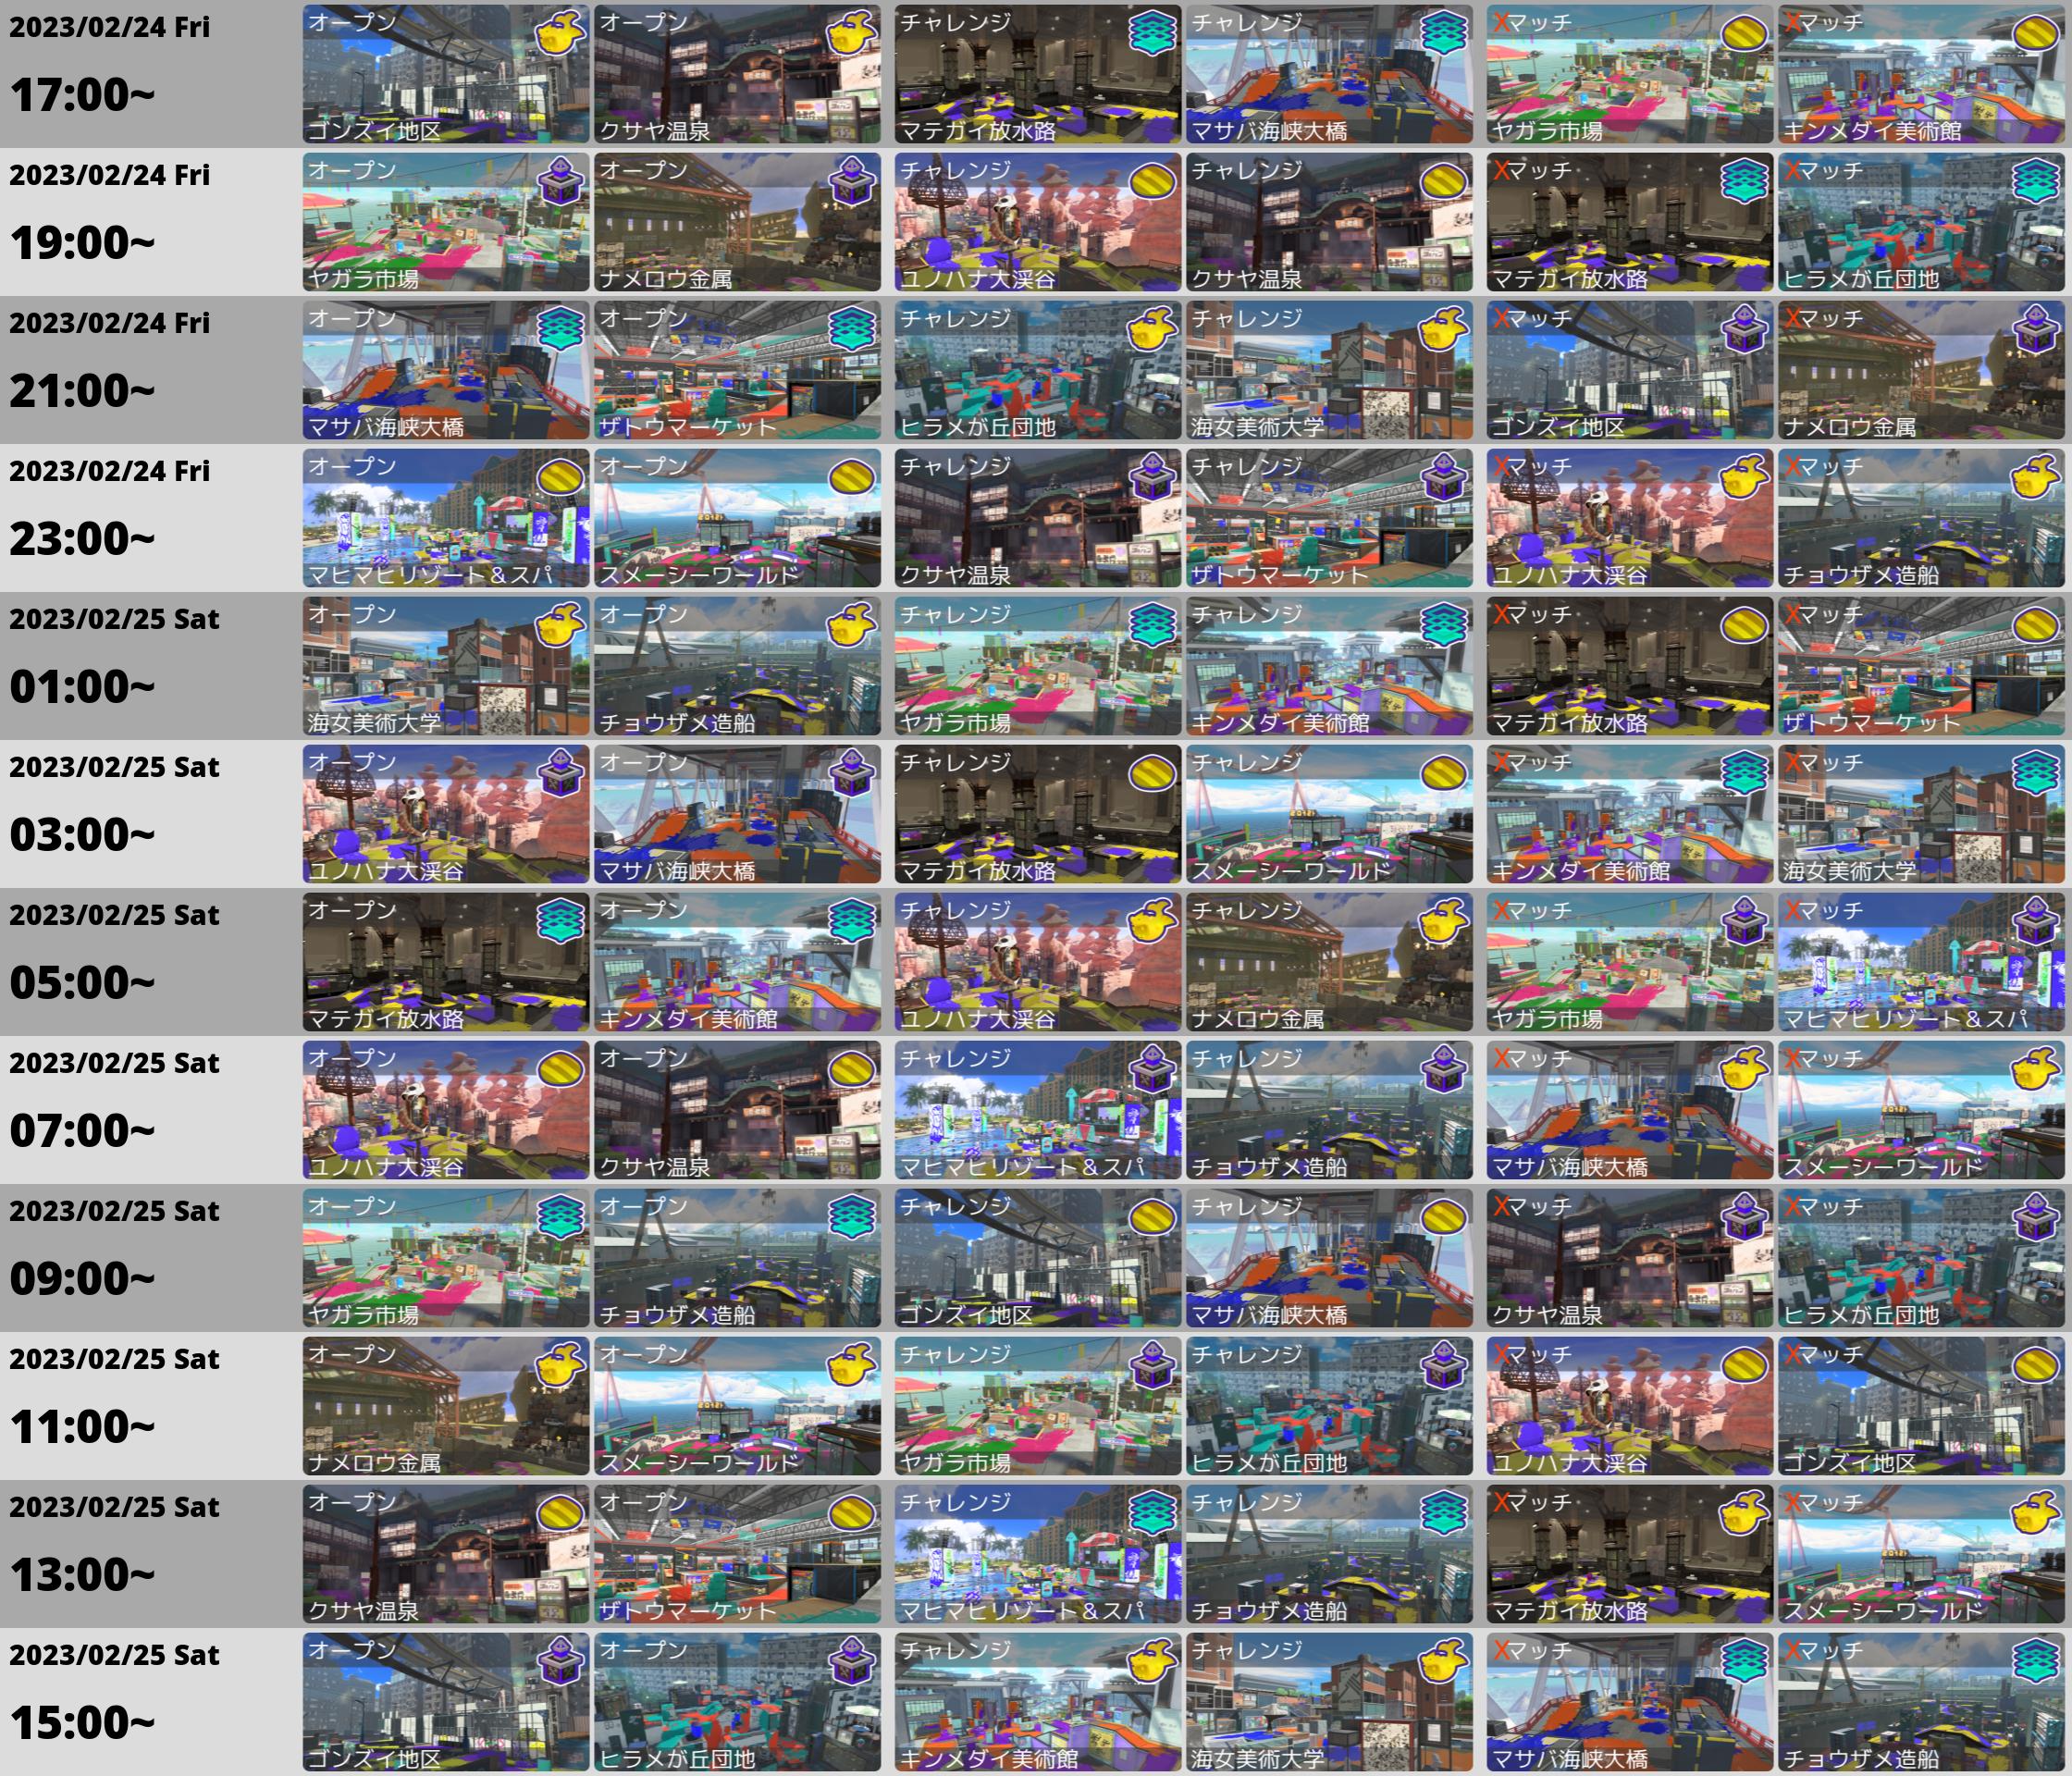 2023/02/24 Fri
17:00~
オープン オープン チャレンジ チャレンジ Xマッチ Xマッチ
ゴンズイ地区 クサヤ温泉 マテガイ放水路 マサバ海峡大橋 ヤガラ市場 キンメダイ美術館
2023/02/24 Fri
19:00~
オープン オープン チャレンジ チャレンジ Xマッチ Xマッチ
ヤガラ市場 ナメロウ金属 ユノハナ大渓谷 クサヤ温泉 マテガイ放水路 ヒラメが丘団地
2023/02/24 Fri
21:00~
オープン オープン チャレンジ チャレンジ Xマッチ Xマッチ
マサバ海峡大橋 ザトウマーケット ヒラメが丘団地 海女美術大学 ゴンズイ地区 ナメロウ金属
2023/02/24 Fri
23:00~
オープン オープン チャレンジ チャレンジ Xマッチ Xマッチ
マヒマヒリゾート＆スパ スメーシーワールド クサヤ温泉 ザトウマーケット ユノハナ大渓谷 チョウザメ造船
2023/02/25 Sat
01:00~
オープン オープン チャレンジ チャレンジ Xマッチ Xマッチ
海女美術大学 チョウザメ造船 ヤガラ市場 キンメダイ美術館 マテガイ放水路 ザトウマーケット
2023/02/25 Sat
03:00~
オープン オープン チャレンジ チャレンジ Xマッチ Xマッチ
ユノハナ大渓谷 マサバ海峡大橋 マテガイ放水路 スメーシーワールド キンメダイ美術館 海女美術大学
2023/02/25 Sat
05:00~
オープン オープン チャレンジ チャレンジ Xマッチ Xマッチ
マテガイ放水路 キンメダイ美術館 ユノハナ大渓谷 ナメロウ金属 ヤガラ市場 マヒマヒリゾート＆スパ
2023/02/25 Sat
07:00~
オープン オープン チャレンジ チャレンジ Xマッチ Xマッチ
ユノハナ大渓谷 クサヤ温泉 マヒマヒリゾート＆スパ チョウザメ造船 マサバ海峡大橋 スメーシーワールド
2023/02/25 Sat
09:00~
オープン オープン チャレンジ チャレンジ Xマッチ Xマッチ
ヤガラ市場 チョウザメ造船 ゴンズイ地区 マサバ海峡大橋 クサヤ温泉 ヒラメが丘団地
2023/02/25 Sat
11:00~
オープン オープン チャレンジ チャレンジ Xマッチ Xマッチ
ナメロウ金属 スメーシーワールド ヤガラ市場 ヒラメが丘団地 ユノハナ大渓谷 ゴンズイ地区
2023/02/25 Sat
13:00~
オープン オープン チャレンジ チャレンジ Xマッチ Xマッチ
クサヤ温泉 ザトウマーケット マヒマヒリゾート＆スパ チョウザメ造船 マテガイ放水路 スメーシーワールド
2023/02/25 Sat
15:00~
オープン オープン チャレンジ チャレンジ Xマッチ Xマッチ
ゴンズイ地区 ヒラメが丘団地 キンメダイ美術館 海女美術大学 マサバ海峡大橋 チョウザメ造船